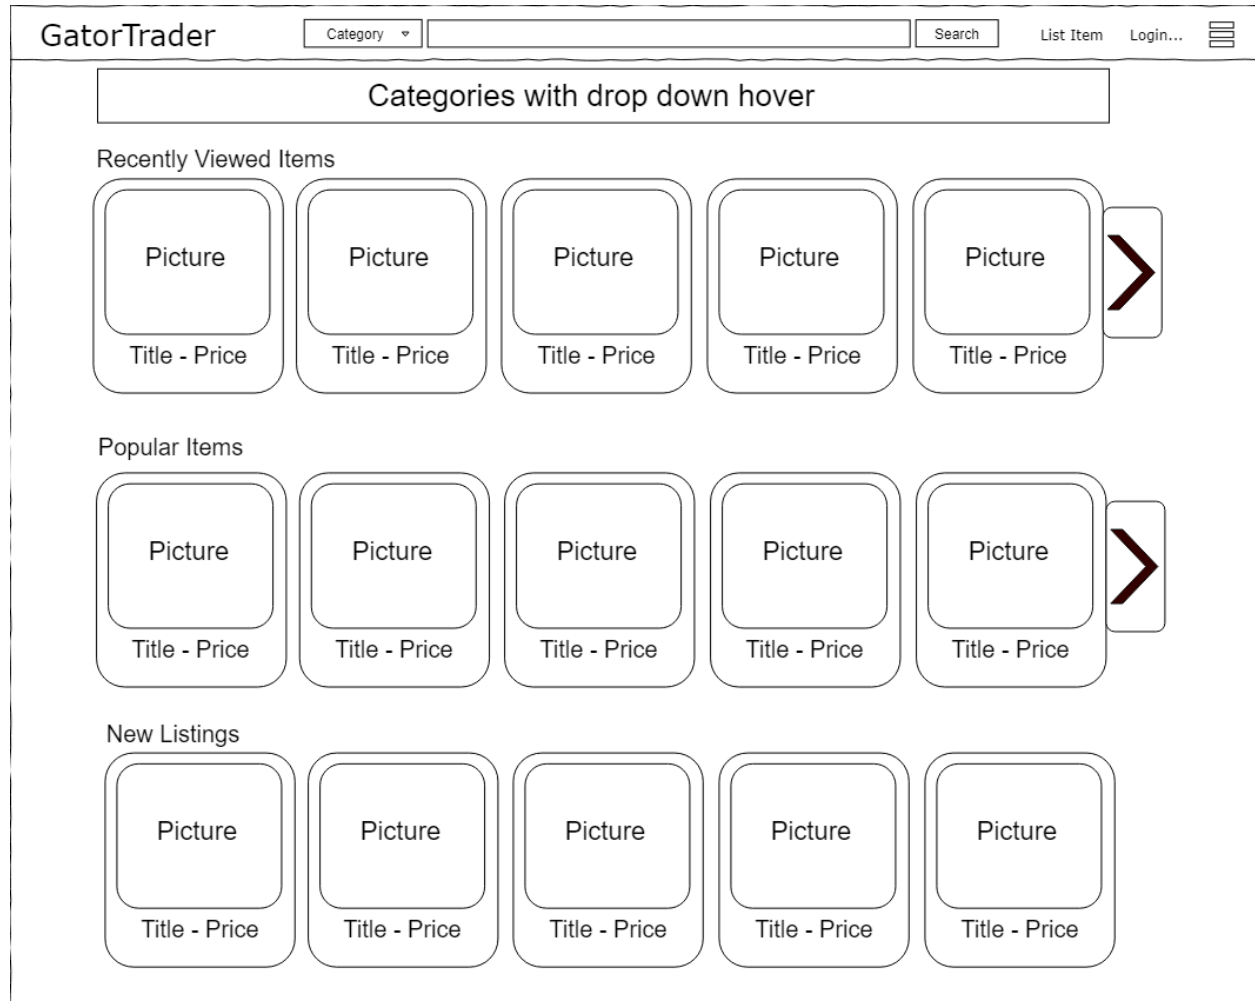 GatorTrader Category Search List Item Login...
Categories with drop down hover
Recently Viewed Items
Picture Picture Picture Picture Picture
Title - Price Title - Price Title - Price Title - Price Title - Price
Popular Items
Picture Picture Picture Picture Picture
Title - Price Title - Price Title - Price Title - Price Title - Price
New Listings
Picture Picture Picture Picture Picture
Title - Price Title - Price Title - Price Title - Price Title - Price